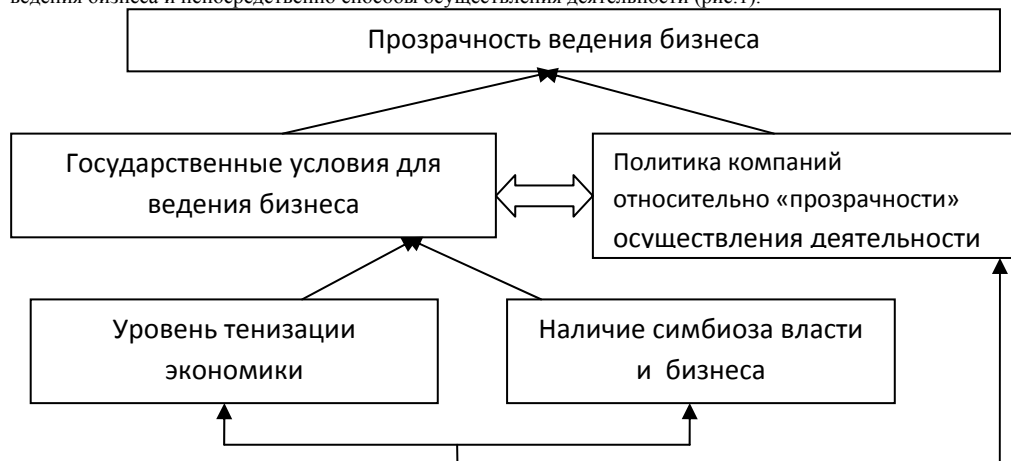 ведения бизнеса и непосредственно способы осуществления деятельности (рис.1).
Прозрачность ведения бизнеса
Государственные условия для
ведения бизнеса
Политика компаний
относительно «прозрачности»
осуществления деятельности
Уровень тенизации
экономики
Наличие симбиоза власти
и бизнеса